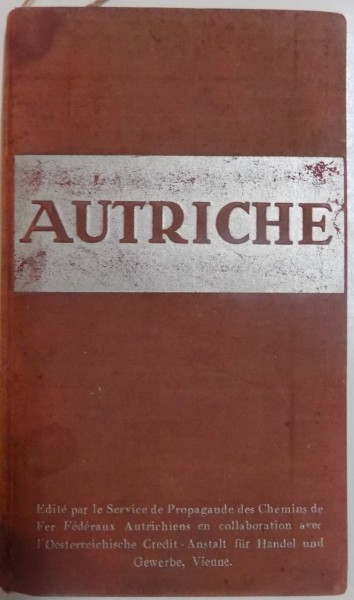 AUTRICHE
Edité par le Service de Propagande des Chemins de
Fer Fédéraux Autrichiens en collaboration avec
l'Oesterreichische Credit-Anstalt für Handel und
Gewerbe, Vienne.